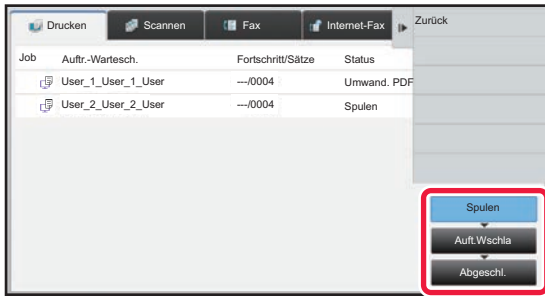 Drucken Scannen Fax Internet-Fax Zurück
Job Auftr.-Wartesch. Fortschritt/Sätze Status
User_1_User_1_User ---/0004 Umwand. PDF
User_2_User_2_User ---/0004 Spulen
Spulen
Auft.Wschla
Abgeschl.